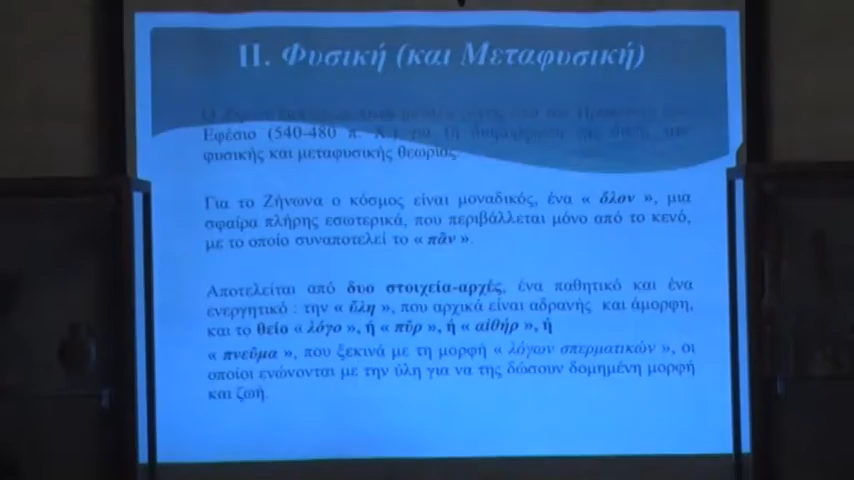 ΙΙ. Φυσική (και Μεταφυσική)
Εφέσιο (540-480 π.
φυσικής και μεταφυσικής θεωρίας.
Για το Ζήνωνα ο κόσμος είναι μοναδικός, ένα « ὅλον », μια
σφαίρα πλήρης εσωτερικά, που περιβάλλεται μόνο από το κενό,
με το οποίο συναποτελεί το « πᾶν ».
Αποτελείται από δυο στοιχεία-αρχές, ένα παθητικό και ένα
ενεργητικό : την « ὕλη », που αρχικά είναι αδρανής και άμορφη,
και το θείο « λόγο », ή « πῦρ », ή « αἰθήρ », ή
« πνεῦμα », που ξεκινά με τη μορφή « λόγων σπερματικών », οι
οποίοι ενώνονται με την ύλη για να της δώσουν δομημένη μορφή
και ζωή.